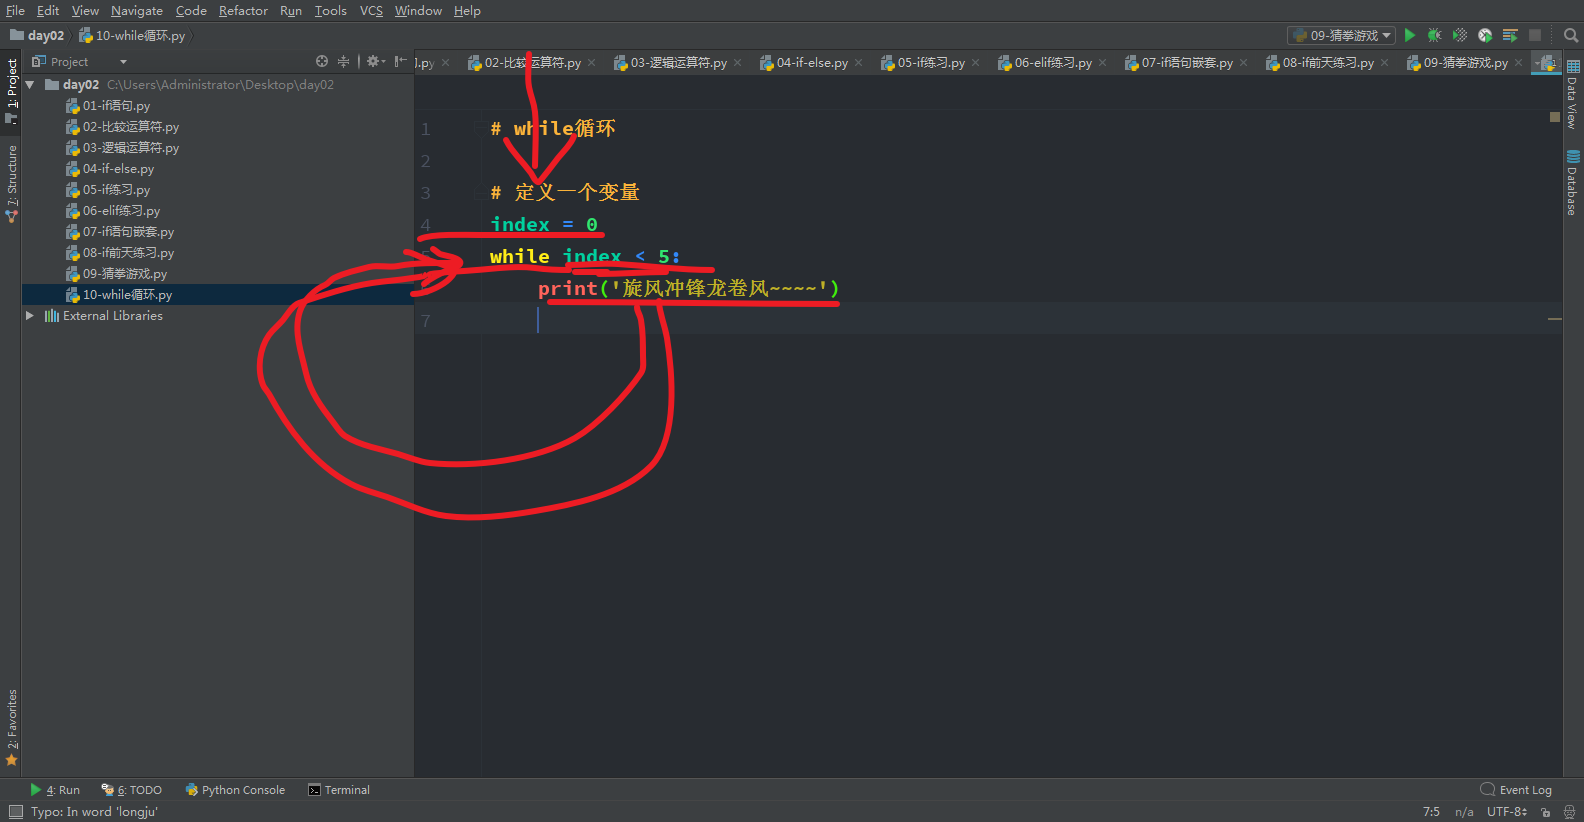 File Edit View Navigate Code Refactor Run Tools VCS Window Help
day02 10-while循环.py 09-猜拳游戏
Project
.py 02-比较运算符.py 03-逻辑运算符.py 04-if-else.py 05-if练习.py 06-elif练习.py 07-if语句嵌套.py 08-if前天练习.py 09-猜拳游戏.py
day02 C:\Users\Administrator\Desktop\day02
01-if语句.py
02-比较运算符.py
03-逻辑运算符.py
04-if-else.py
05-if练习.py
06-elif练习.py
07-if语句嵌套.py
08-if前天练习.py
09-猜拳游戏.py
10-while循环.py
External Libraries
1 # while循环
2
3 # 定义一个变量
4 index = 0
while index < 5:
print('旋风冲锋龙卷风~~~~')
7
1: Project
7: Structure
2: Favorites
Data View
Database
4: Run 6: TODO Python Console Terminal Event Log
Typo: In word 'longju' 7:5 n/a UTF-8